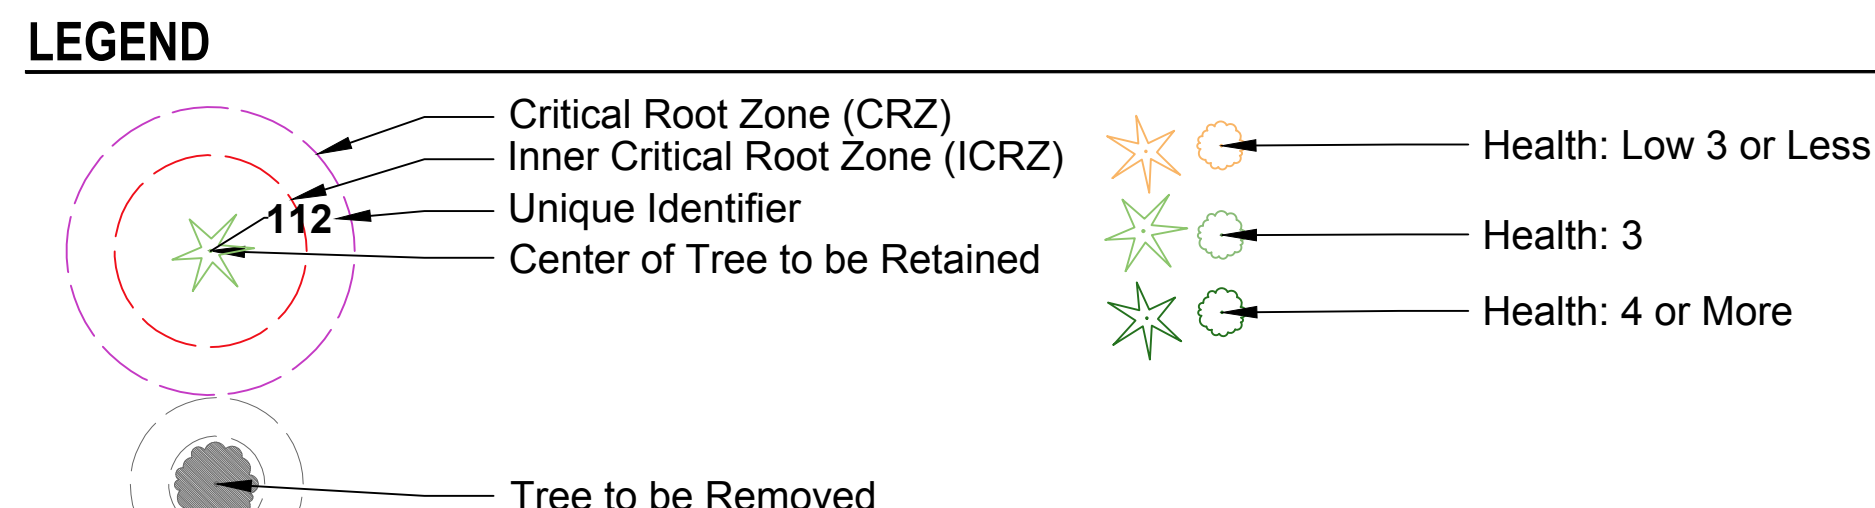 LEGEND
Critical Root Zone (CRZ)
Inner Critical Root Zone (ICRZ)
112
Unique Identifier
Center of Tree to be Retained
Tree to be Removed
Health: Low 3 or Less
Health: 3
Health: 4 or More